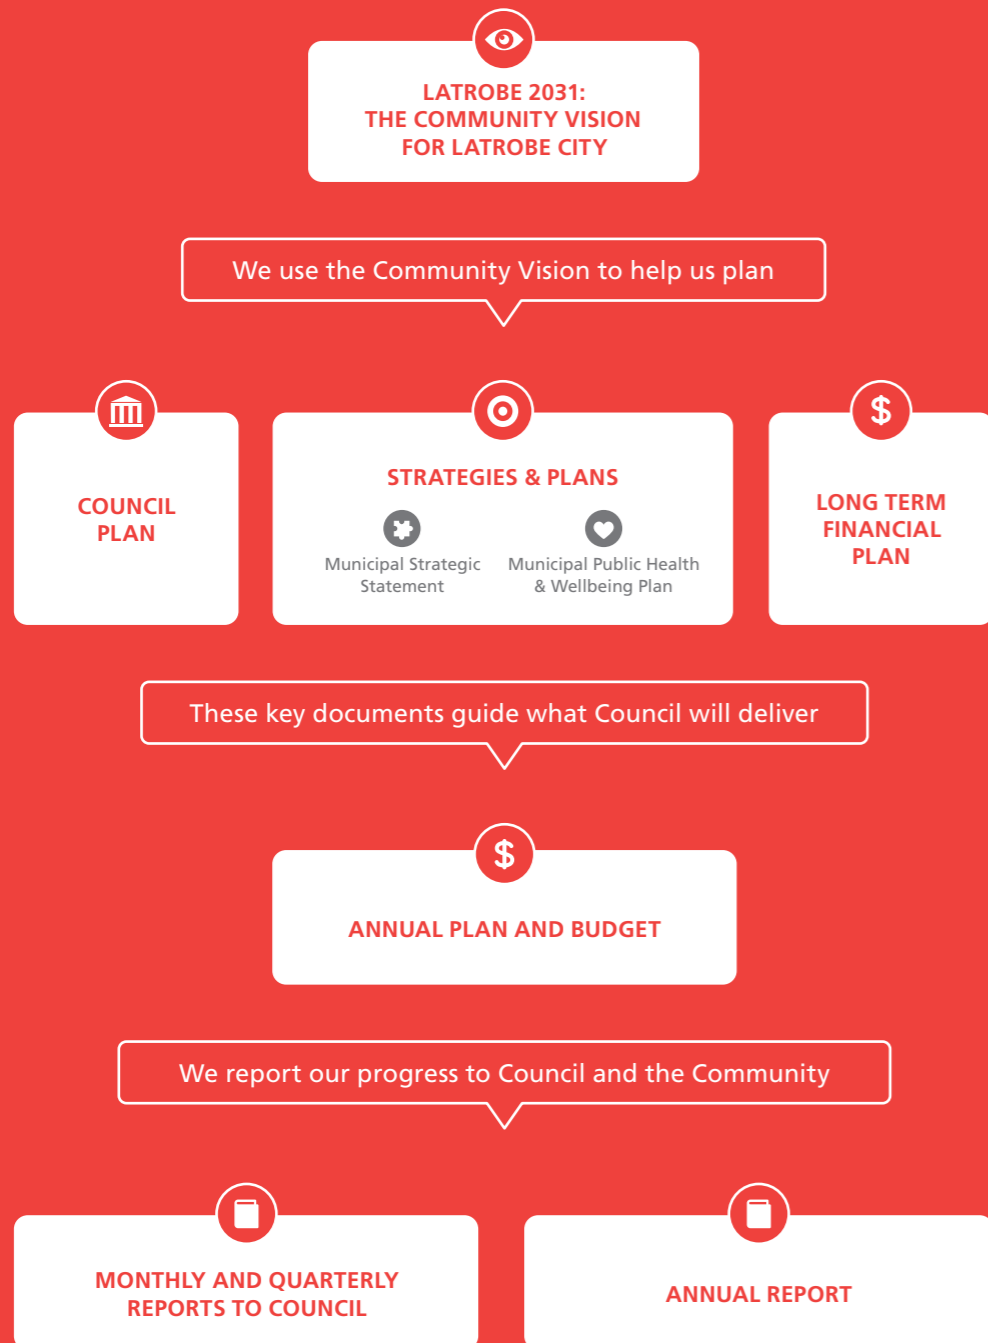 LATROBE 2031:
THE COMMUNITY VISION
FOR LATROBE CITY
We use the Community Vision to help us plan
COUNCIL
PLAN
STRATEGIES & PLANS
Municipal Strategic
Statement
Municipal Public Health
& Wellbeing Plan
LONG TERM
FINANCIAL
PLAN
These key documents guide what Council will deliver
ANNUAL PLAN AND BUDGET
We report our progress to Council and the Community
MONTHLY AND QUARTERLY
REPORTS TO COUNCIL
ANNUAL REPORT